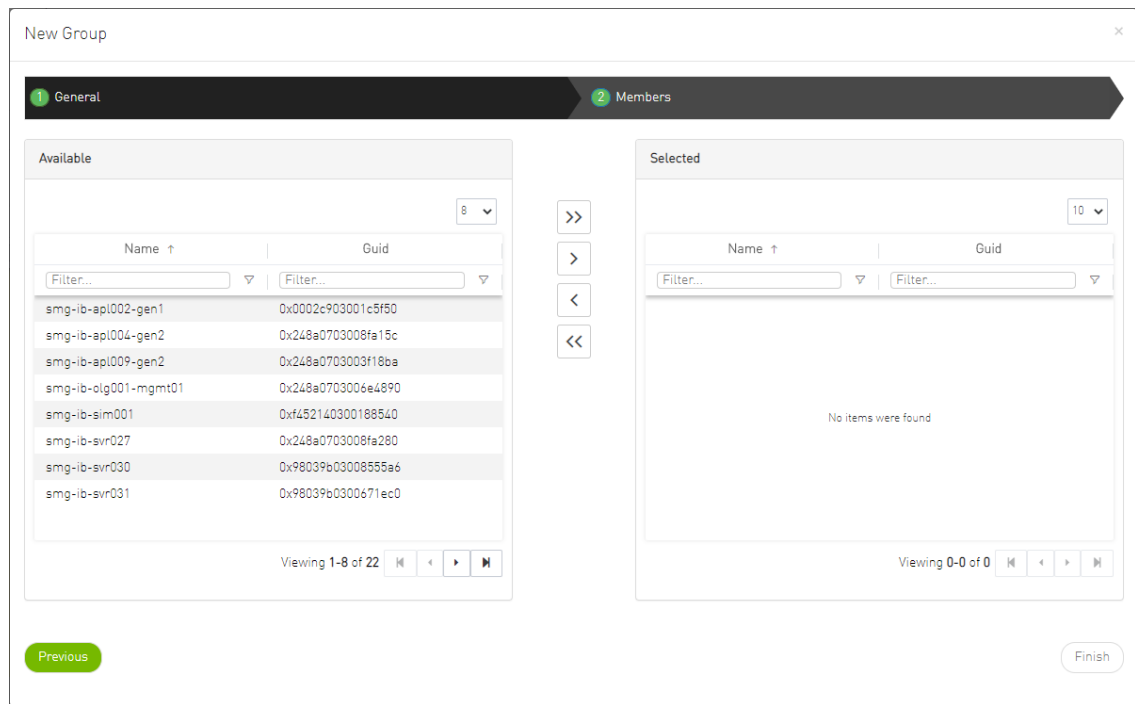 New Group
×
1 General
2 Members
Available
8
Name ↑ Guid
Filter... Filter...
smg-ib-apl002-gen1 0x0002c903001c5f50
smg-ib-apl004-gen2 0x248a0703008fa15c
smg-ib-apl009-gen2 0x248a0703003f18ba
smg-ib-olg001-mgmt01 0x248a0703006e4890
smg-ib-sim001 0xf452140300188540
smg-ib-svr027 0x248a0703008fa280
smg-ib-svr030 0x98039b03008555a6
smg-ib-svr031 0x98039b0300671ec0
Viewing 1-8 of 22
>>
>
<
<<
Selected
10
Name ↑ Guid
Filter... Filter...
No items were found
Viewing 0-0 of 0
Previous
Finish